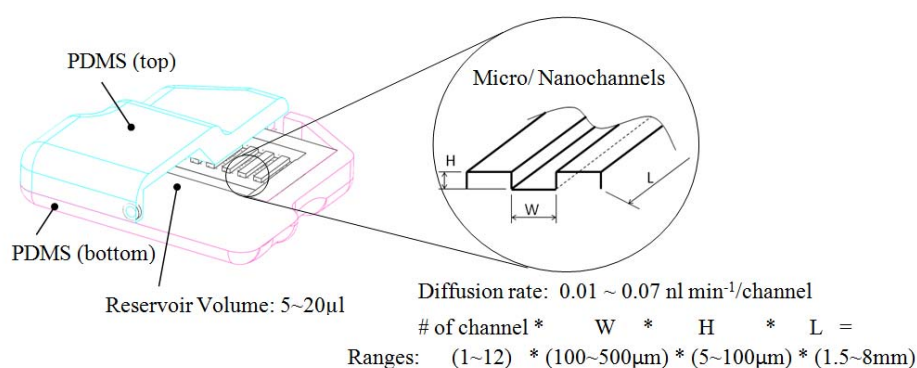 PDMS (top)
Micro/ Nanochannels
H
W
L
PDMS (bottom)
Reservoir Volume: 5~20µl
Diffusion rate: 0.01 ~ 0.07 nl min⁻¹/channel
# of channel * W * H * L =
Ranges: (1~12) * (100~500µm) * (5~100µm) * (1.5~8mm)